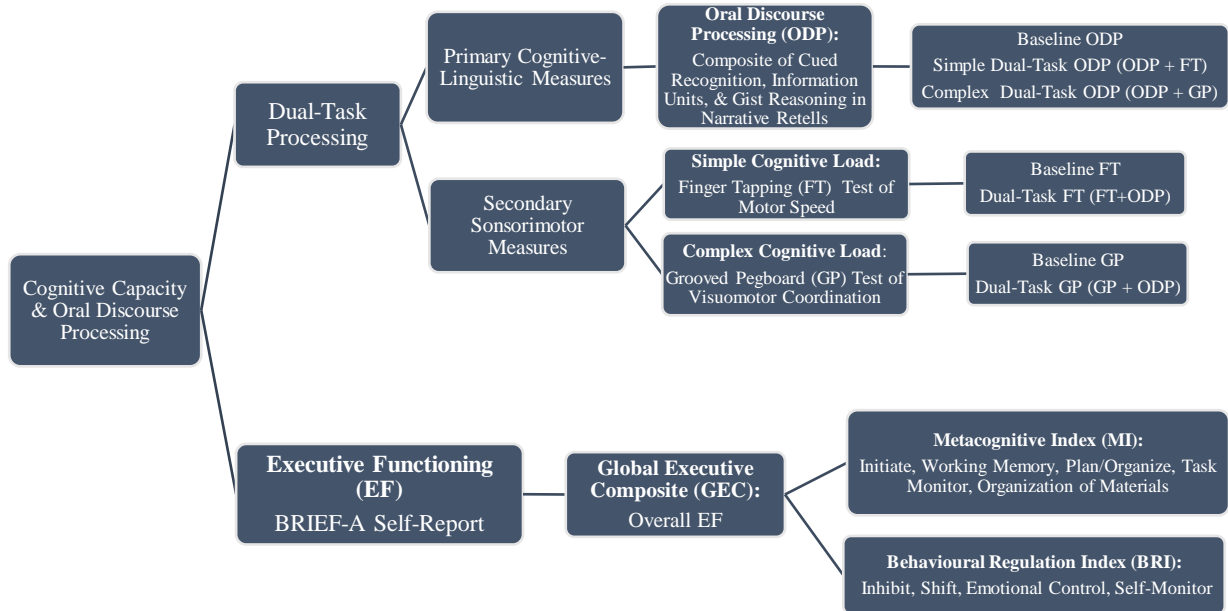 Cognitive Capacity
& Oral Discourse
Processing
Dual-Task
Processing
Primary Cognitive-
Linguistic Measures
Oral Discourse
Processing (ODP):
Composite of Cued
Recognition, Information
Units, & Gist Reasoning in
Narrative Retells
Baseline ODP
Simple Dual-Task ODP (ODP + FT)
Complex Dual-Task ODP (ODP + GP)
Secondary
Sonsorimotor
Measures
Simple Cognitive Load:
Finger Tapping (FT) Test of
Motor Speed
Baseline FT
Dual-Task FT (FT+ODP)
Complex Cognitive Load:
Grooved Pegboard (GP) Test of
Visuomotor Coordination
Baseline GP
Dual-Task GP (GP + ODP)
Executive Functioning
(EF)
BRIEF-A Self-Report
Global Executive
Composite (GEC):
Overall EF
Metacognitive Index (MI):
Initiate, Working Memory, Plan/Organize, Task
Monitor, Organization of Materials
Behavioural Regulation Index (BRI):
Inhibit, Shift, Emotional Control, Self-Monitor